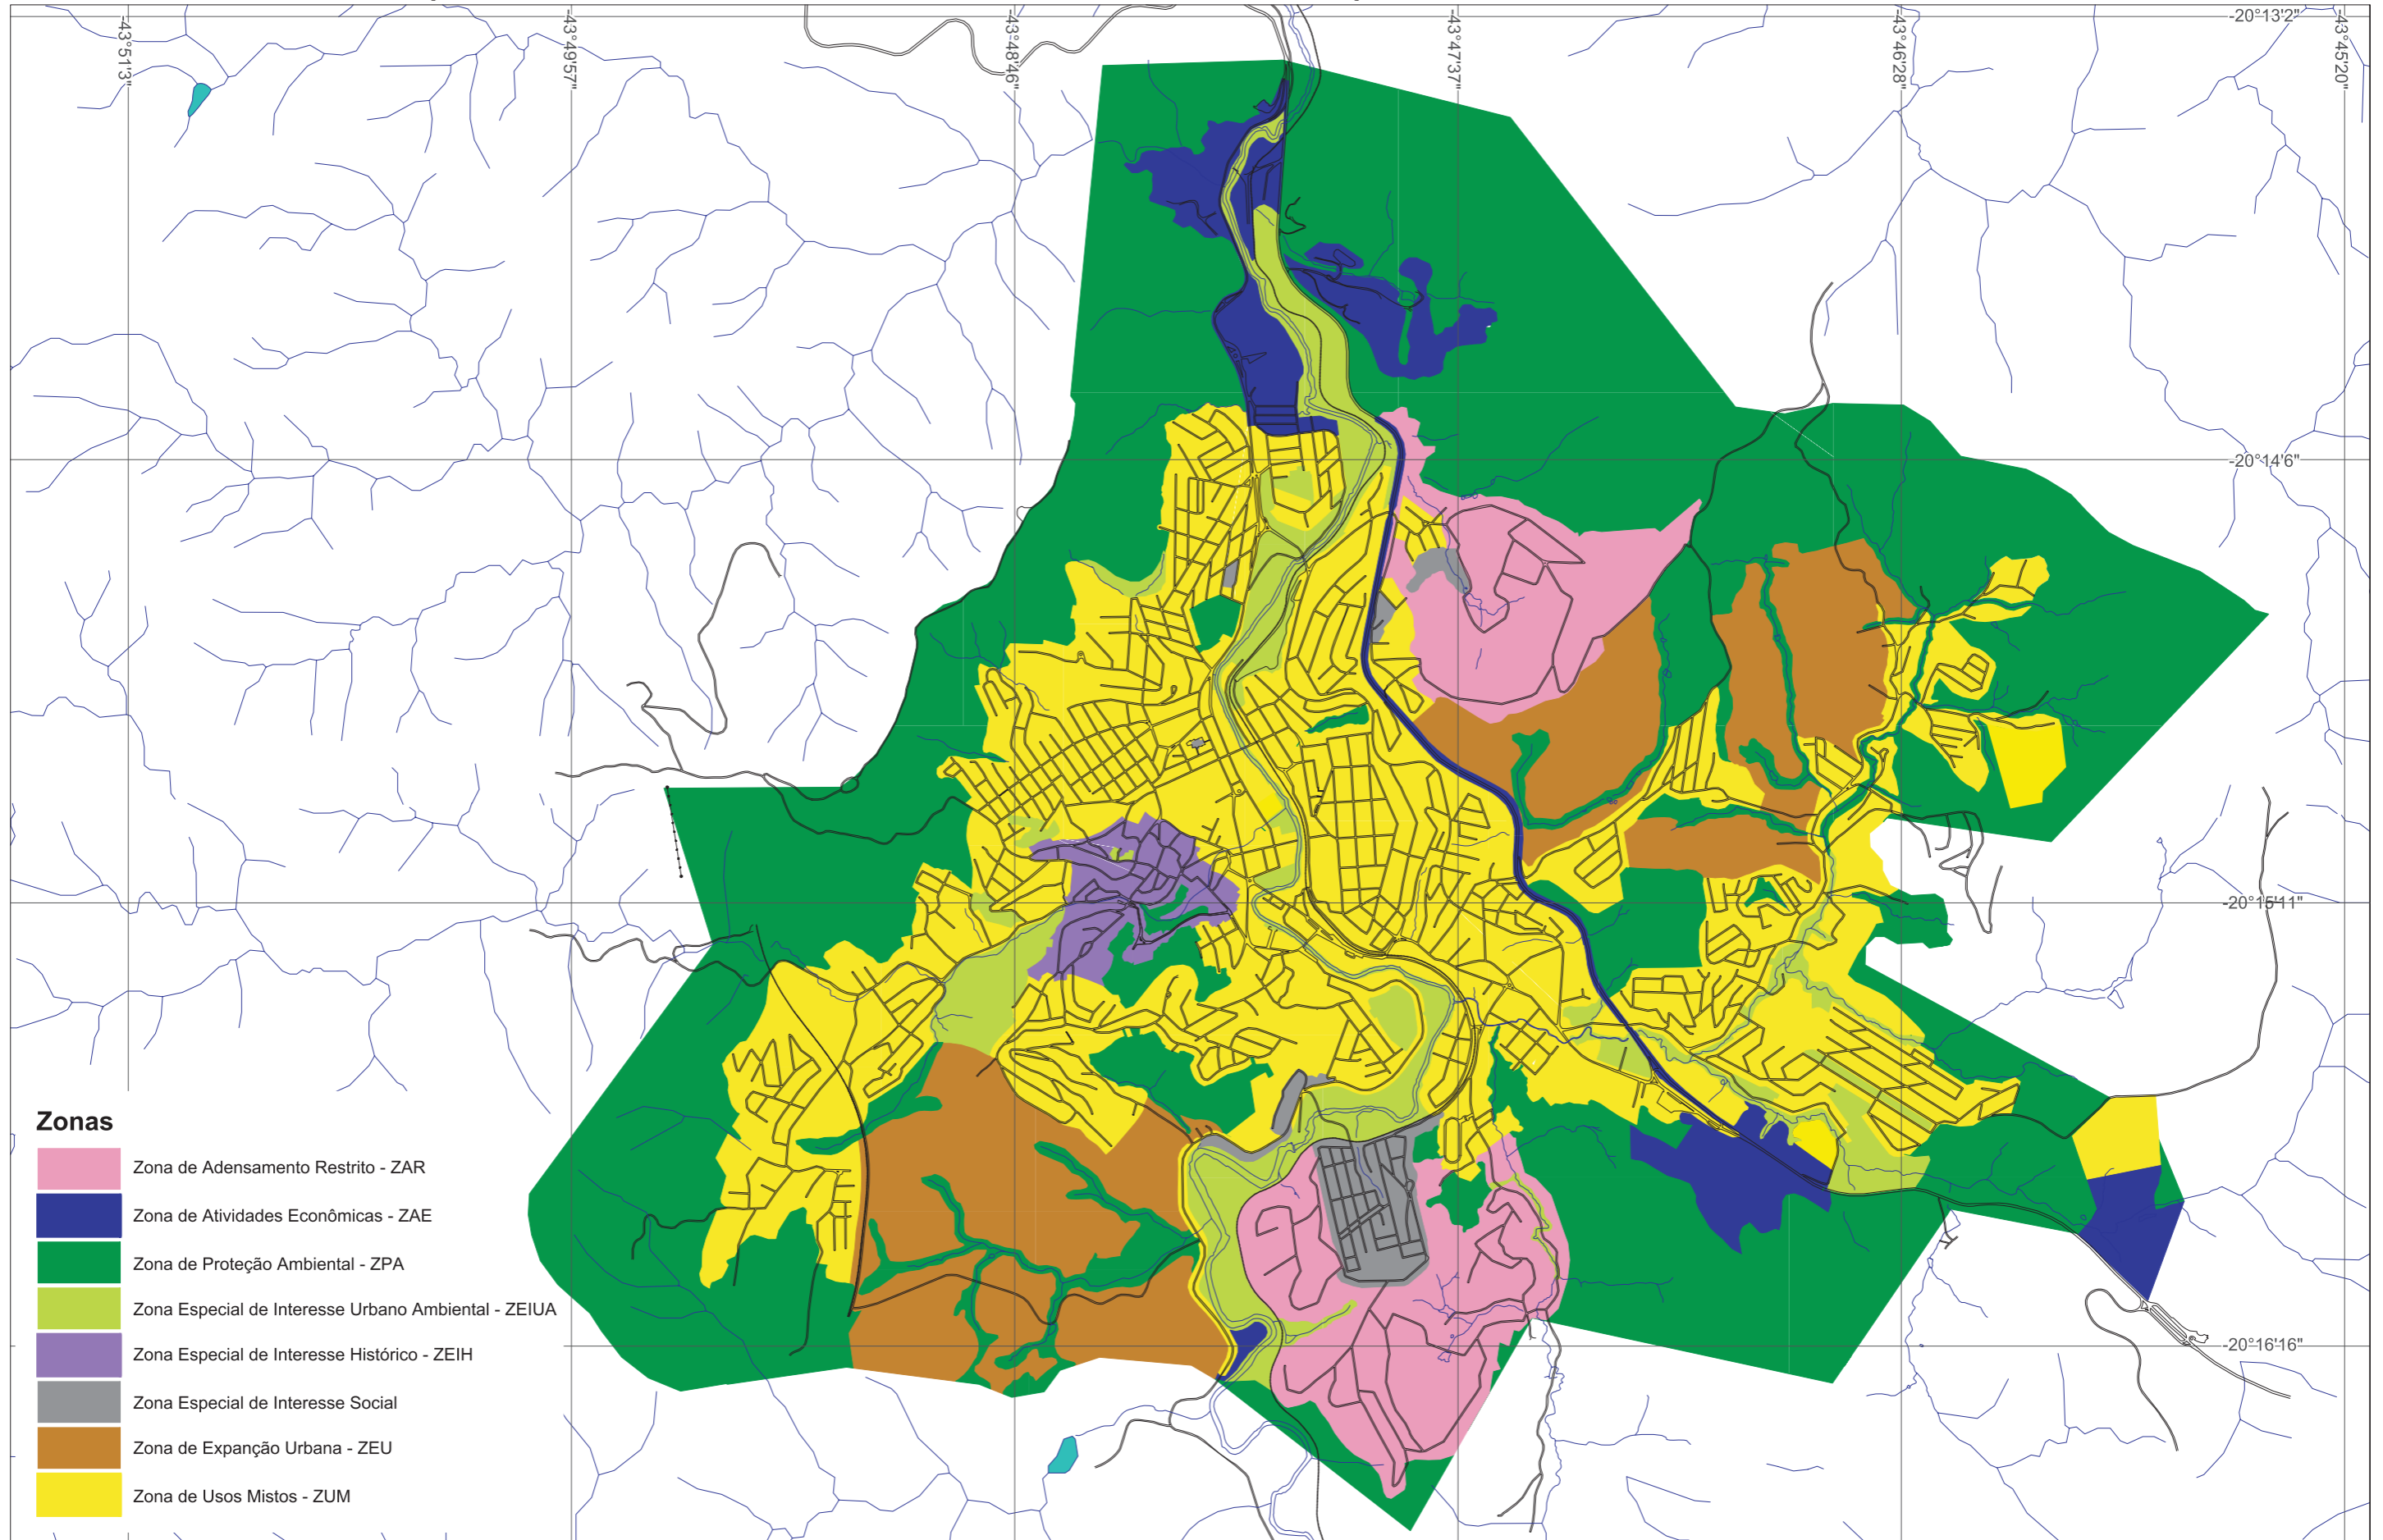 -43°51'3"
-43°49'57"
-43°48'46"
-43°47'37"
-43°46'28"
-43°45'20"
-20°13'2"
-20°14'6"
-20°15'11"
-20°16'16"
Zonas
Zona de Adensamento Restrito - ZAR
Zona de Atividades Econômicas - ZAE
Zona de Proteção Ambiental - ZPA
Zona Especial de Interesse Urbano Ambiental - ZEIUA
Zona Especial de Interesse Histórico - ZEIH
Zona Especial de Interesse Social
Zona de Expanção Urbana - ZEU
Zona de Usos Mistos - ZUM